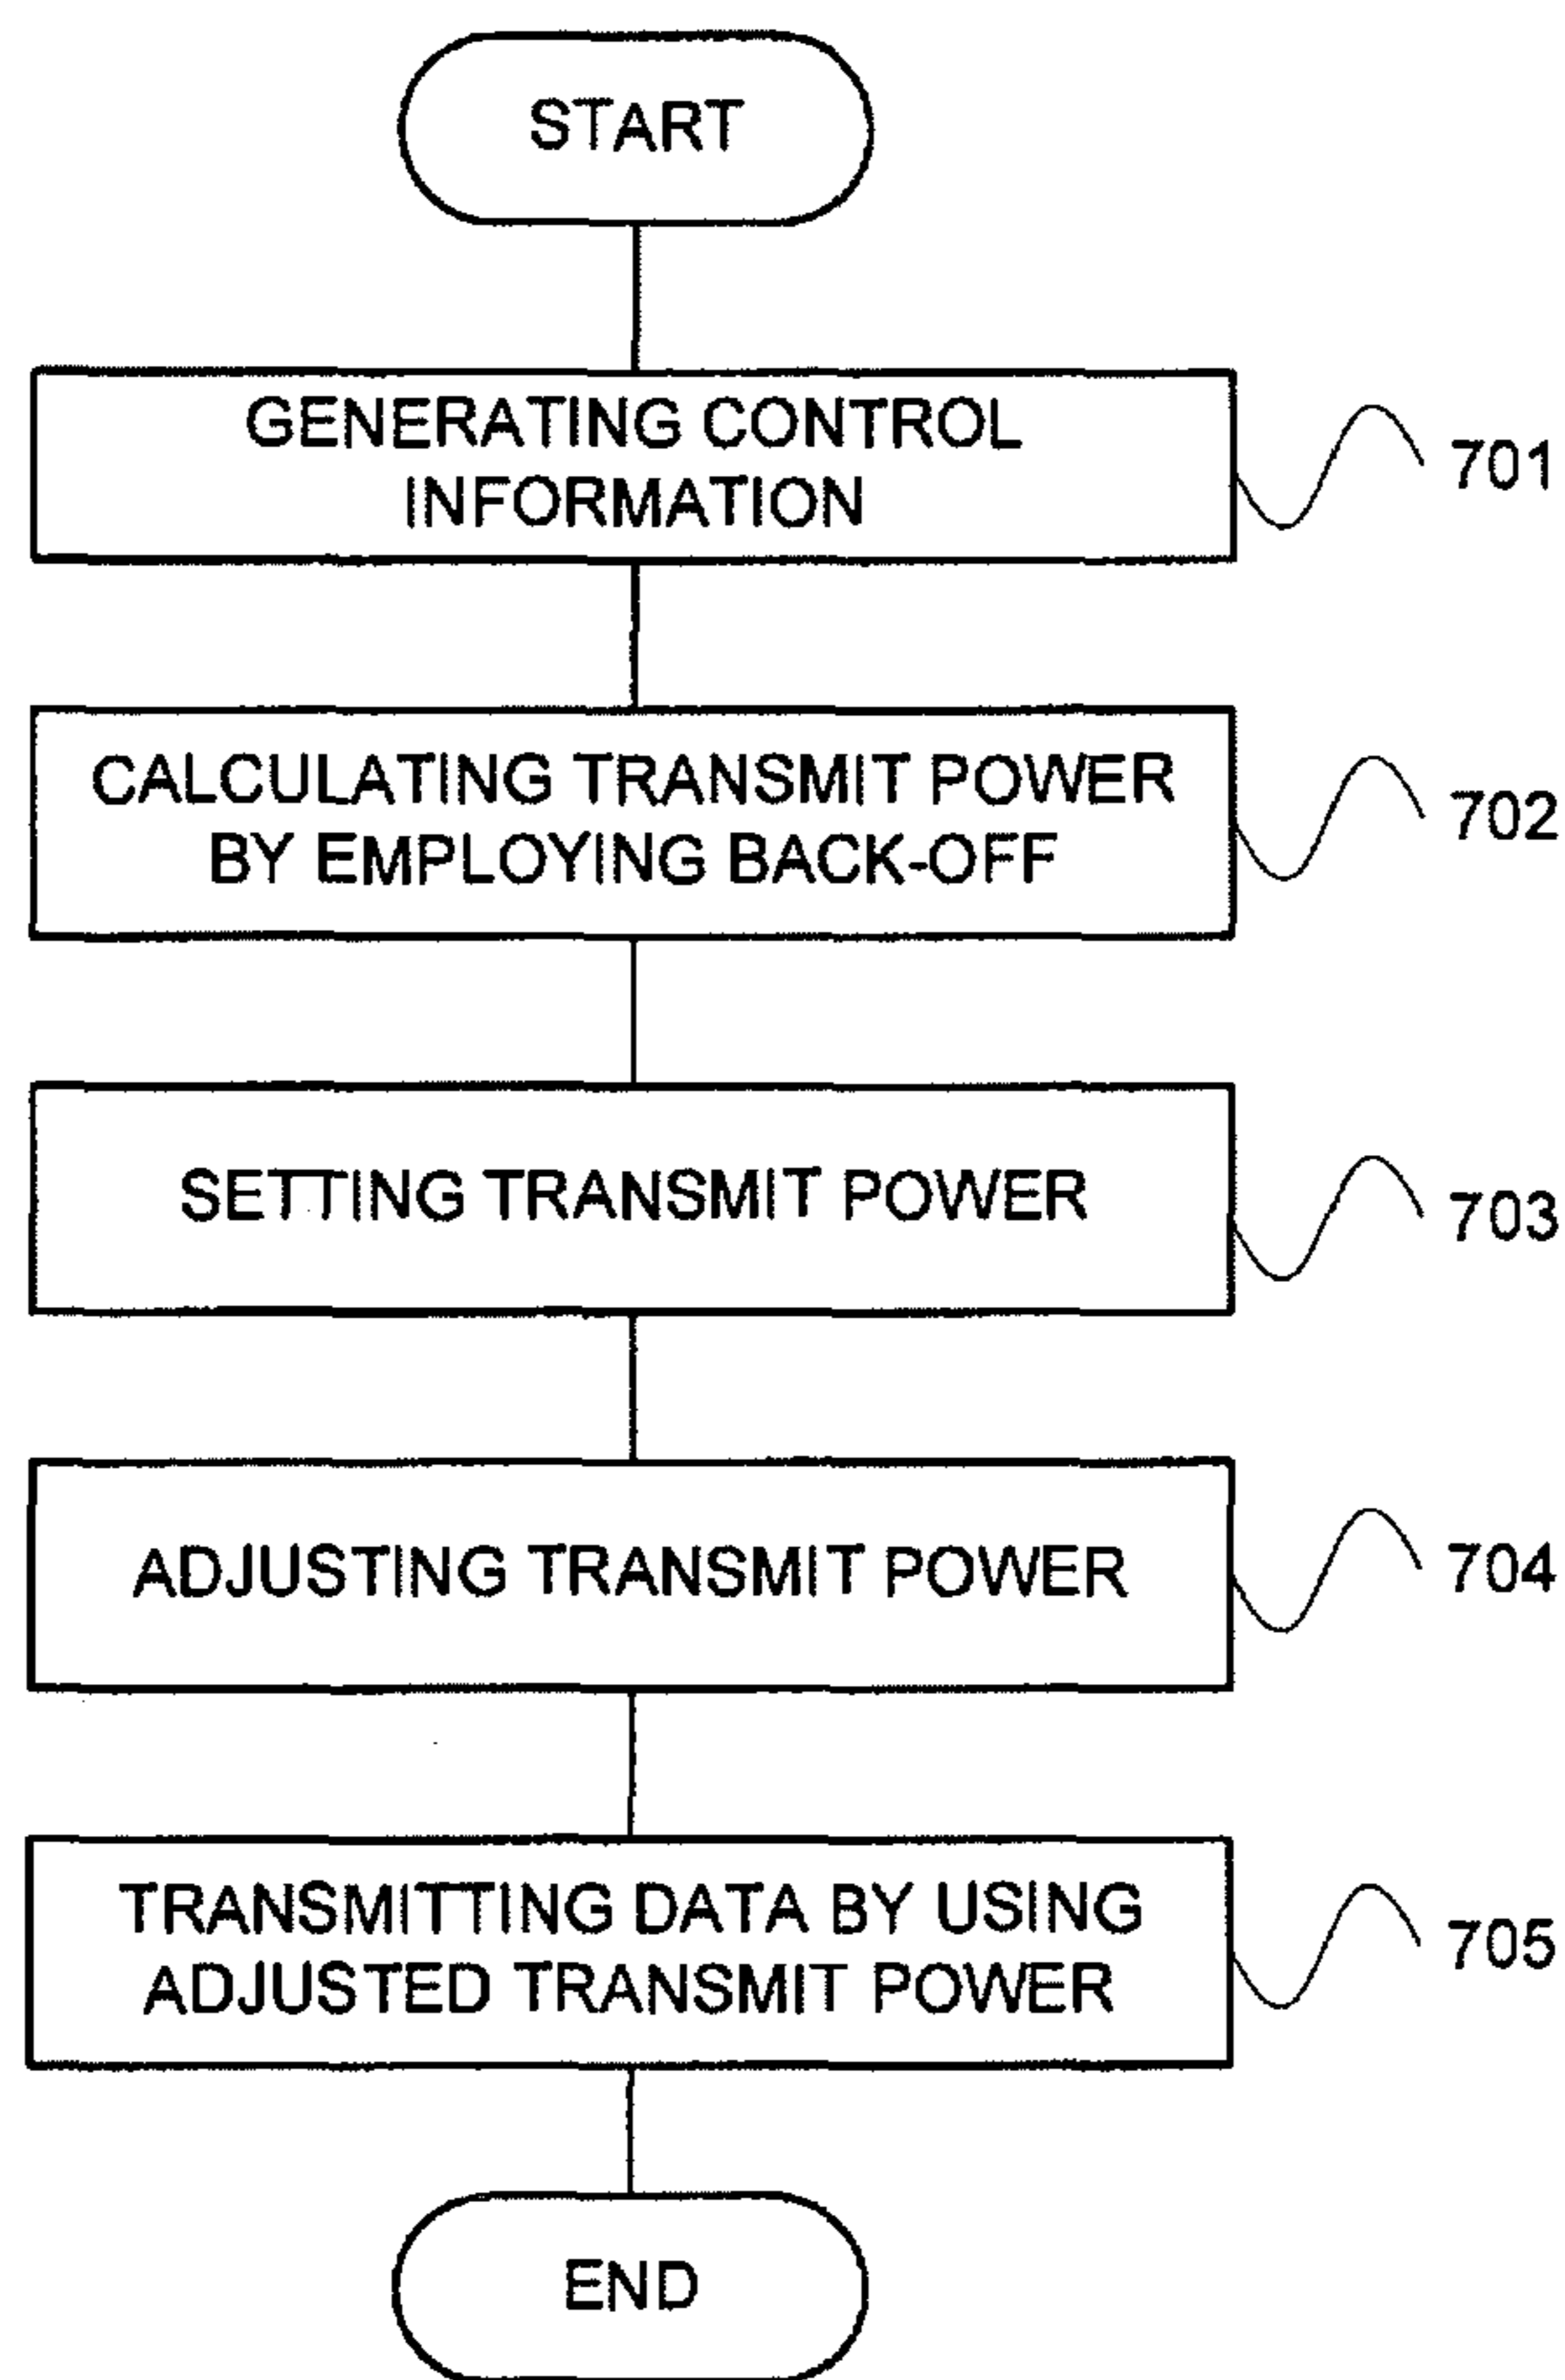 START
GENERATING CONTROL
INFORMATION
701
CALCULATING TRANSMIT POWER
BY EMPLOYING BACK-OFF
702
SETTING TRANSMIT POWER
703
ADJUSTING TRANSMIT POWER
704
TRANSMITTING DATA BY USING
ADJUSTED TRANSMIT POWER
705
END